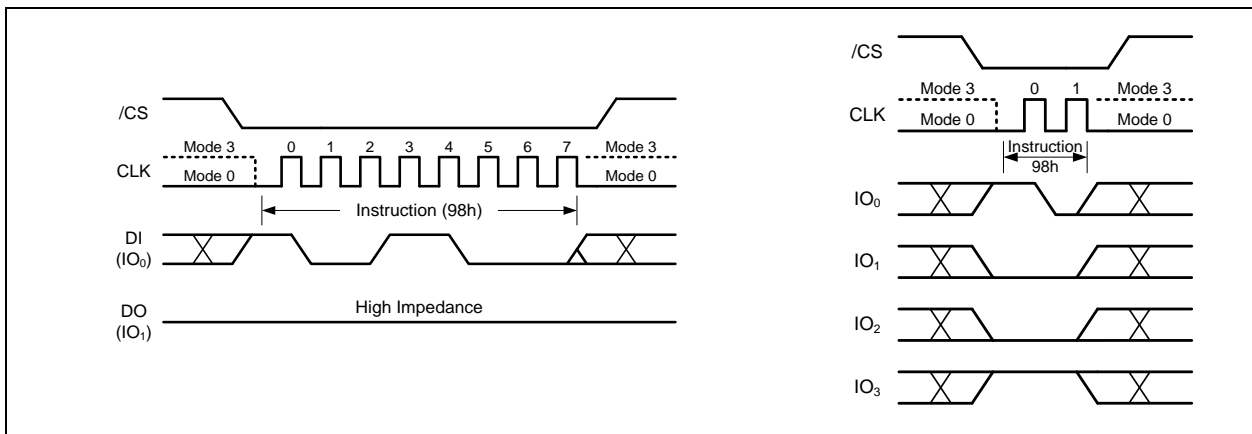 /CS
Mode 3
0 1 2 3 4 5 6 7
Mode 3
CLK
Mode 0
Mode 0
Instruction (98h)
DI
(IO0)
High Impedance
DO
(IO1)
/CS
Mode 3
0 1
Mode 3
CLK
Mode 0
Mode 0
Instruction
98h
IO0
IO1
IO2
IO3